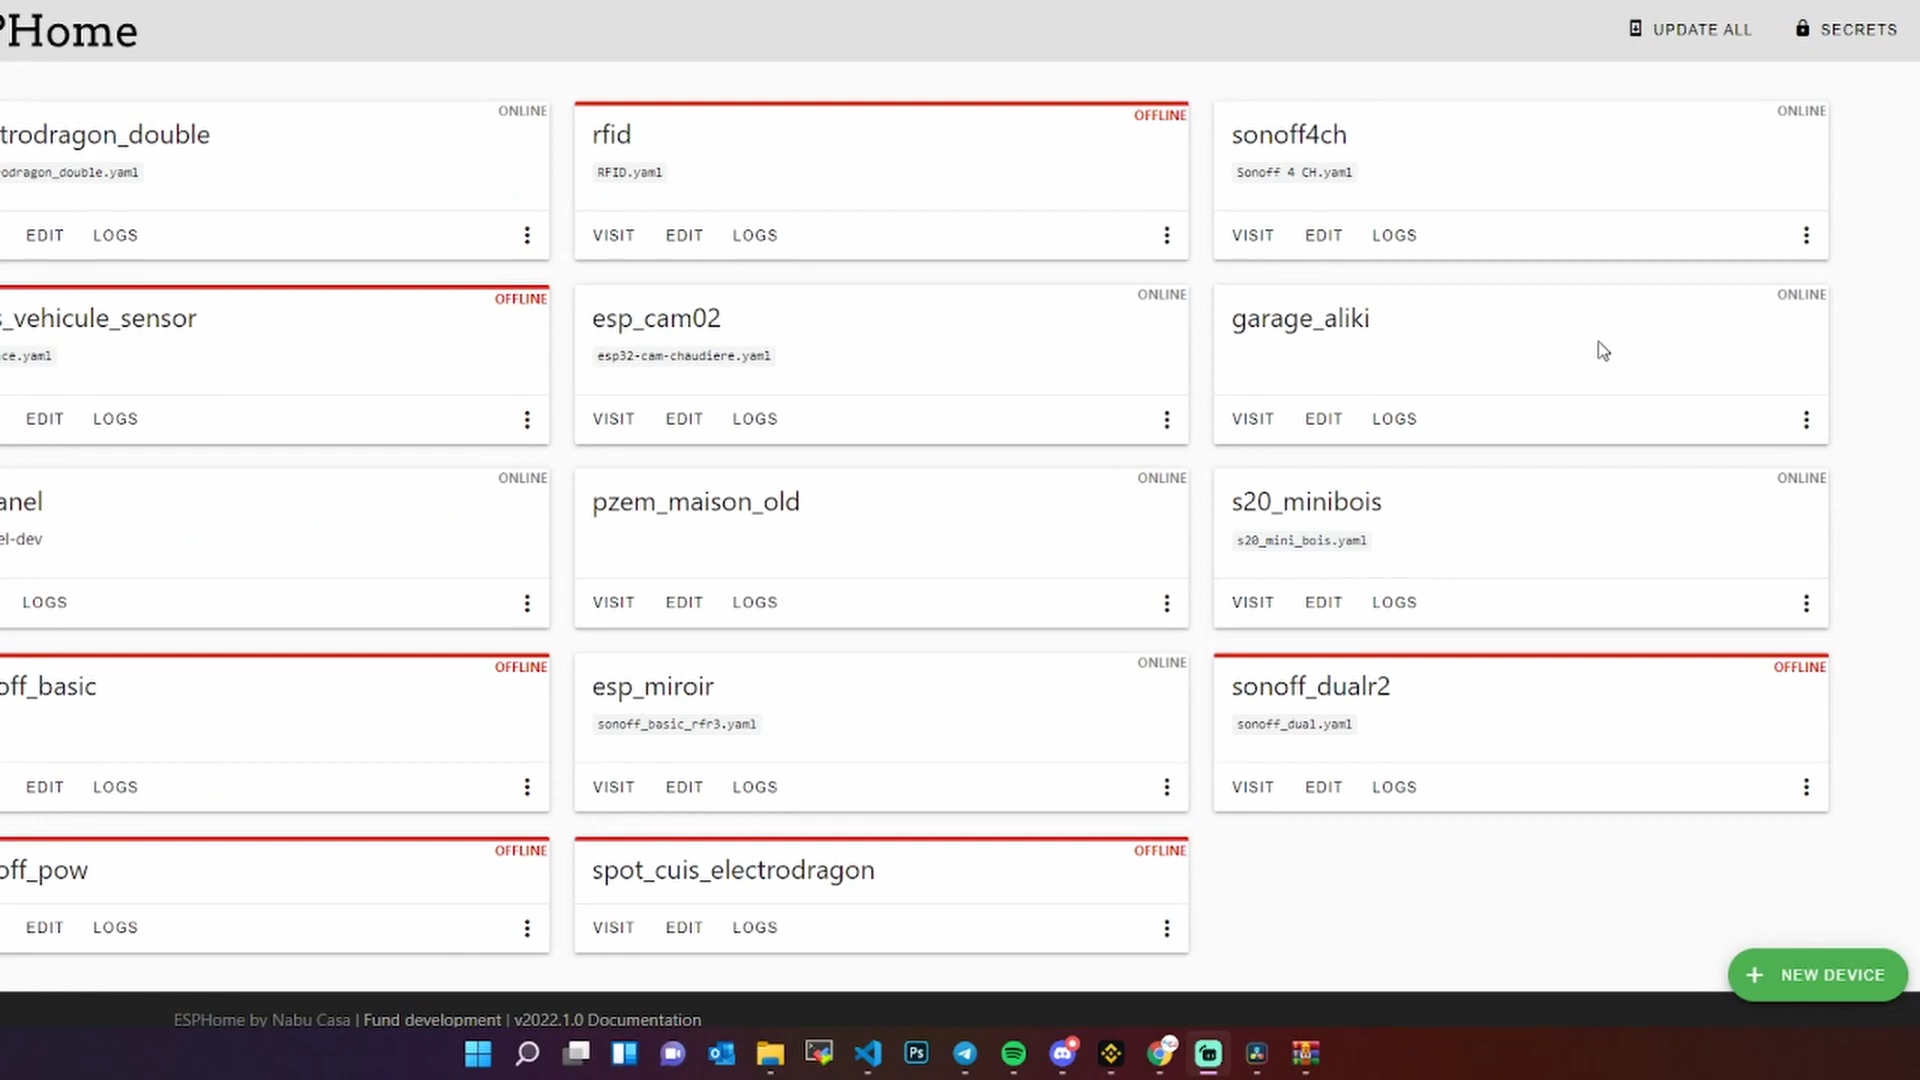 PHome
UPDATE ALL
SECRETS
ONLINE
trodragon_double
odragon_double.yaml
EDIT
LOGS
OFFLINE
rfid
RFID.yaml
VISIT
EDIT
LOGS
ONLINE
sonoff4ch
Sonoff 4 CH.yaml
VISIT
EDIT
LOGS
OFFLINE
s_vehicule_sensor
ce.yaml
EDIT
LOGS
ONLINE
esp_cam02
esp32-cam-chaudiere.yaml
VISIT
EDIT
LOGS
ONLINE
garage_aliki
VISIT
EDIT
LOGS
ONLINE
anel
el-dev
LOGS
ONLINE
pzem_maison_old
VISIT
EDIT
LOGS
ONLINE
s20_minibois
s20_mini_bois.yaml
VISIT
EDIT
LOGS
OFFLINE
off_basic
EDIT
LOGS
ONLINE
esp_miroir
sonoff_basic_rfr3.yaml
VISIT
EDIT
LOGS
OFFLINE
sonoff_dualr2
sonoff_dual.yaml
VISIT
EDIT
LOGS
OFFLINE
off_pow
EDIT
LOGS
OFFLINE
spot_cuis_electrodragon
VISIT
EDIT
LOGS
+ NEW DEVICE
ESPHome by Nabu Casa | Fund development | v2022.1.0 Documentation
Ps